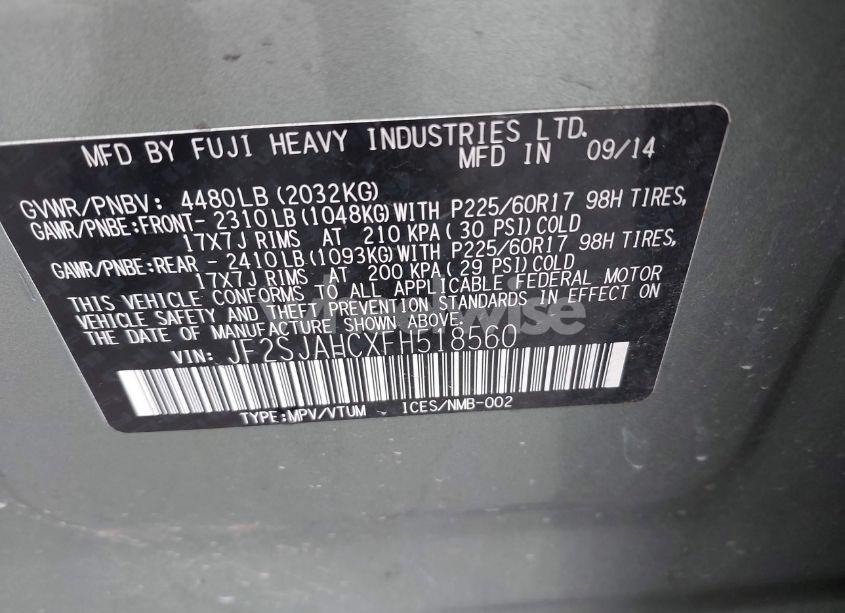 MFD BY FUJI HEAVY INDUSTRIES LTD.
MFD IN 09/14
GVWR/PNBV: 4480LB(2032KG)
GAWR/PNBE:FRONT- 2310LB(1048KG)WITH P225/60R17 98H TIRES,
17X7J RIMS AT 210 KPA( 30 PSI)COLD
GAWR/PNBE:REAR - 2410LB(1093KG)WITH P225/60R17 98H TIRES,
17X7J RIMS AT 200 KPA( 29 PSI)COLD
THIS VEHICLE CONFORMS TO ALL APPLICABLE FEDERAL MOTOR
VEHICLE SAFETY AND THEFT PREVENTION STANDARDS IN EFFECT ON
THE DATE OF MANUFACTURE SHOWN ABOVE.
VIN: JF2SJAHCXFH518560
TYPE:MPV/VTUM - ICES/NMB-002